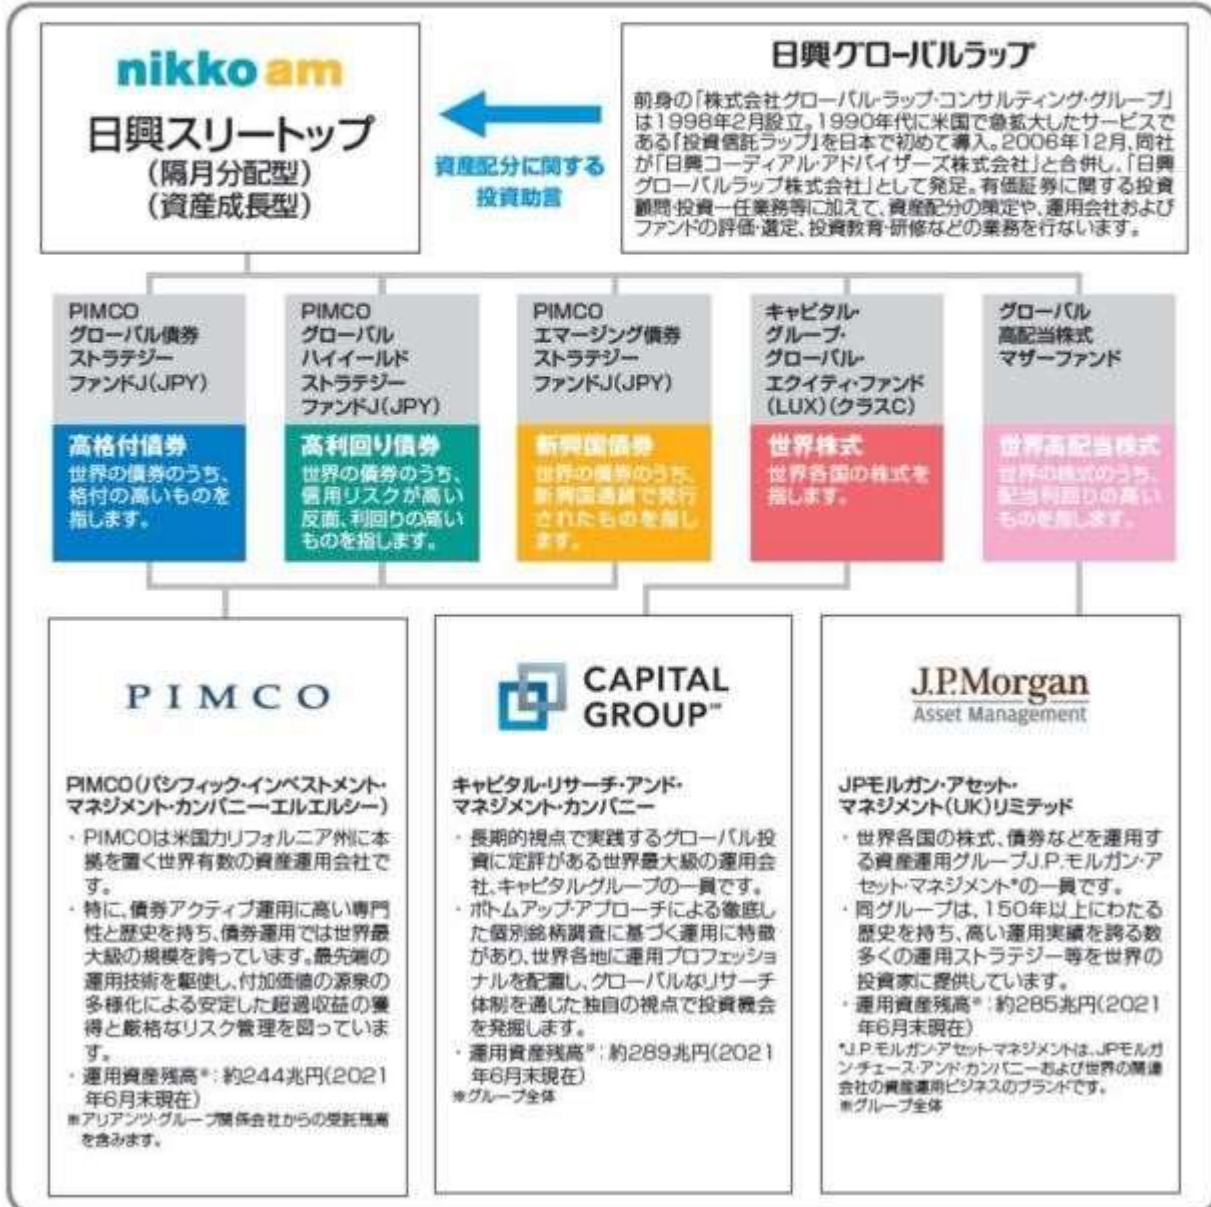 nikko am
日興スリートップ
(隔月分配型)
(資産成長型)
資産配分に関する
投資助言
日興グローバルラップ
前身の「株式会社グローバル・ラップ・コンサルティング・グループ」
は1998年2月設立。1990年代に米国で急拡大したサービスで
ある『投資信託ラップ』を日本で初めて導入。2006年12月、同社
が「日興コーディアル・アドバイザーズ株式会社」と合併し、「日興
グローバルラップ株式会社」として発足。有価証券に関する投資
顧問・投資一任業務等に加えて、資産配分の策定や、運用会社および
ファンドの評価・選定、投資教育・研修などの業務を行ないます。
PIMCO
グローバル債券
ストラテジー
ファンドJ(JPY)
高格付債券
世界の債券のうち、
格付の高いものを
指します。
PIMCO
グローバル
ハイイールド
ストラテジー
ファンドJ(JPY)
高利回り債券
世界の債券のうち、
信用リスクが高い
反面、利回りの高い
ものを指します。
PIMCO
エマージング債券
ストラテジー
ファンドJ(JPY)
新興国債券
世界の債券のうち、
新興国通貨で発行
されたものを指し
ます。
キャピタル・
グループ・
グローバル・
エクイティ・ファンド
(LUX)(クラスC)
世界株式
世界各国の株式を
指します。
グローバル
高配当株式
マザーファンド
世界高配当株式
世界の株式のうち、
配当利回りの高い
ものを指します。
PIMCO
PIMCO(パシフィック・インベストメント・
マネジメント・カンパニー・エルエルシー)
・PIMCOは米国カリフォルニア州に本
拠を置く世界有数の資産運用会社で
す。
・特に、債券アクティブ運用に高い専門
性と歴史を持ち、債券運用では世界最
大級の規模を誇っています。最先端の
運用技術を駆使し、付加価値の源泉の
多様化による安定した超過収益の獲
得と厳格なリスク管理を図っていま
す。
・運用資産残高※:約244兆円(2021
年6月末現在)
※アリアンツ・グループ関係会社からの受託残高
を含みます。
CAPITAL
GROUP℠
キャピタル・リサーチ・アンド・
マネジメント・カンパニー
・長期的視点で実践するグローバル投
資に定評がある世界最大級の運用会
社、キャピタルグループの一員です。
・ボトムアップ・アプローチによる徹底し
た個別銘柄調査に基づく運用に特徴
があり、世界各地に運用プロフェッショ
ナルを配置し、グローバルなリサーチ
体制を通じた独自の視点で投資機会
を発掘します。
・運用資産残高※:約289兆円(2021
年6月末現在)
※グループ全体
J.P.Morgan
Asset Management
JPモルガン・アセット・
マネジメント(UK)リミテッド
・世界各国の株式、債券などを運用す
る資産運用グループJ.P.モルガン・ア
セット・マネジメント*の一員です。
・同グループは、150年以上にわたる
歴史を持ち、高い運用実績を誇る数
多くの運用ストラテジー等を世界の
投資家に提供しています。
・運用資産残高※:約285兆円(2021
年6月末現在)
*J.P.モルガン・アセット・マネジメントは、JPモルガ
ン・チェース・アンド・カンパニーおよび世界の関連
会社の資産運用ビジネスのブランドです。
※グループ全体